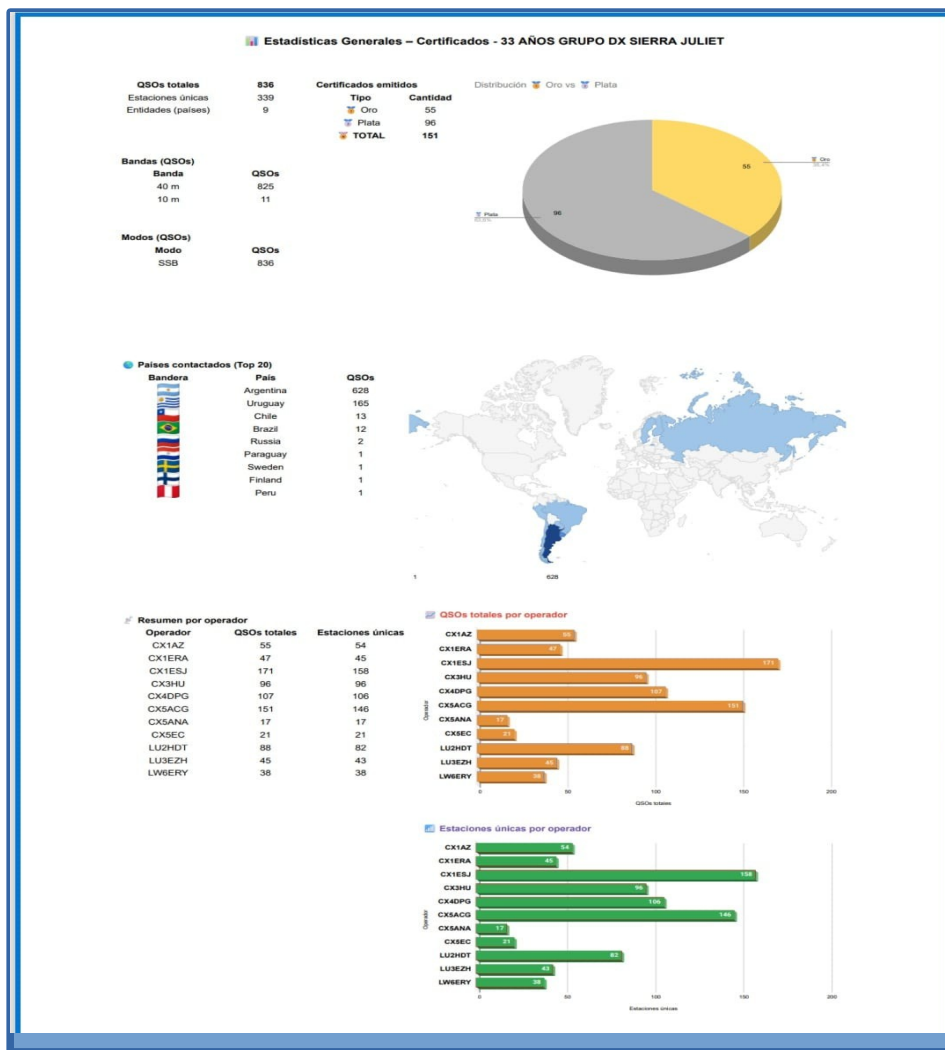 Estadísticas Generales – Certificados - 33 AÑOS GRUPO DX SIERRA JULIET
QSOs totales 836
Estaciones únicas 339
Entidades (países) 9
Certificados emitidos
Tipo Cantidad
Oro 55
Plata 96
TOTAL 151
Distribución Oro vs Plata
55
Oro
96
Plata
Bandas (QSOs)
Banda QSOs
40 m 825
10 m 11
Modos (QSOs)
Modo QSOs
SSB 836
Países contactados (Top 20)
Bandera País QSOs
Argentina 628
Uruguay 165
Chile 13
Brazil 12
Russia 2
Paraguay 1
Sweden 1
Finland 1
Peru 1
1 628
Resumen por operador
Operador QSOs totales Estaciones únicas
CX1AZ 55 54
CX1ERA 47 45
CX1ESJ 171 158
CX3HU 96 96
CX4DPG 107 106
CX5ACG 151 146
CX5ANA 17 17
CX5EC 21 21
LU2HDT 88 82
LU3EZH 45 43
LW6ERY 38 38
QSOs totales por operador
Operador
CX1AZ 55
CX1ERA 47
CX1ESJ 171
CX3HU 96
CX4DPG 107
CX5ACG 151
CX5ANA 17
CX5EC 21
LU2HDT 88
LU3EZH 45
LW6ERY 38
0 50 100 150 200
QSOs totales
Estaciones únicas por operador
Operador
CX1AZ 54
CX1ERA 45
CX1ESJ 158
CX3HU 96
CX4DPG 106
CX5ACG 146
CX5ANA 17
CX5EC 21
LU2HDT 82
LU3EZH 43
LW6ERY 38
0 50 100 150 200
Estaciones únicas